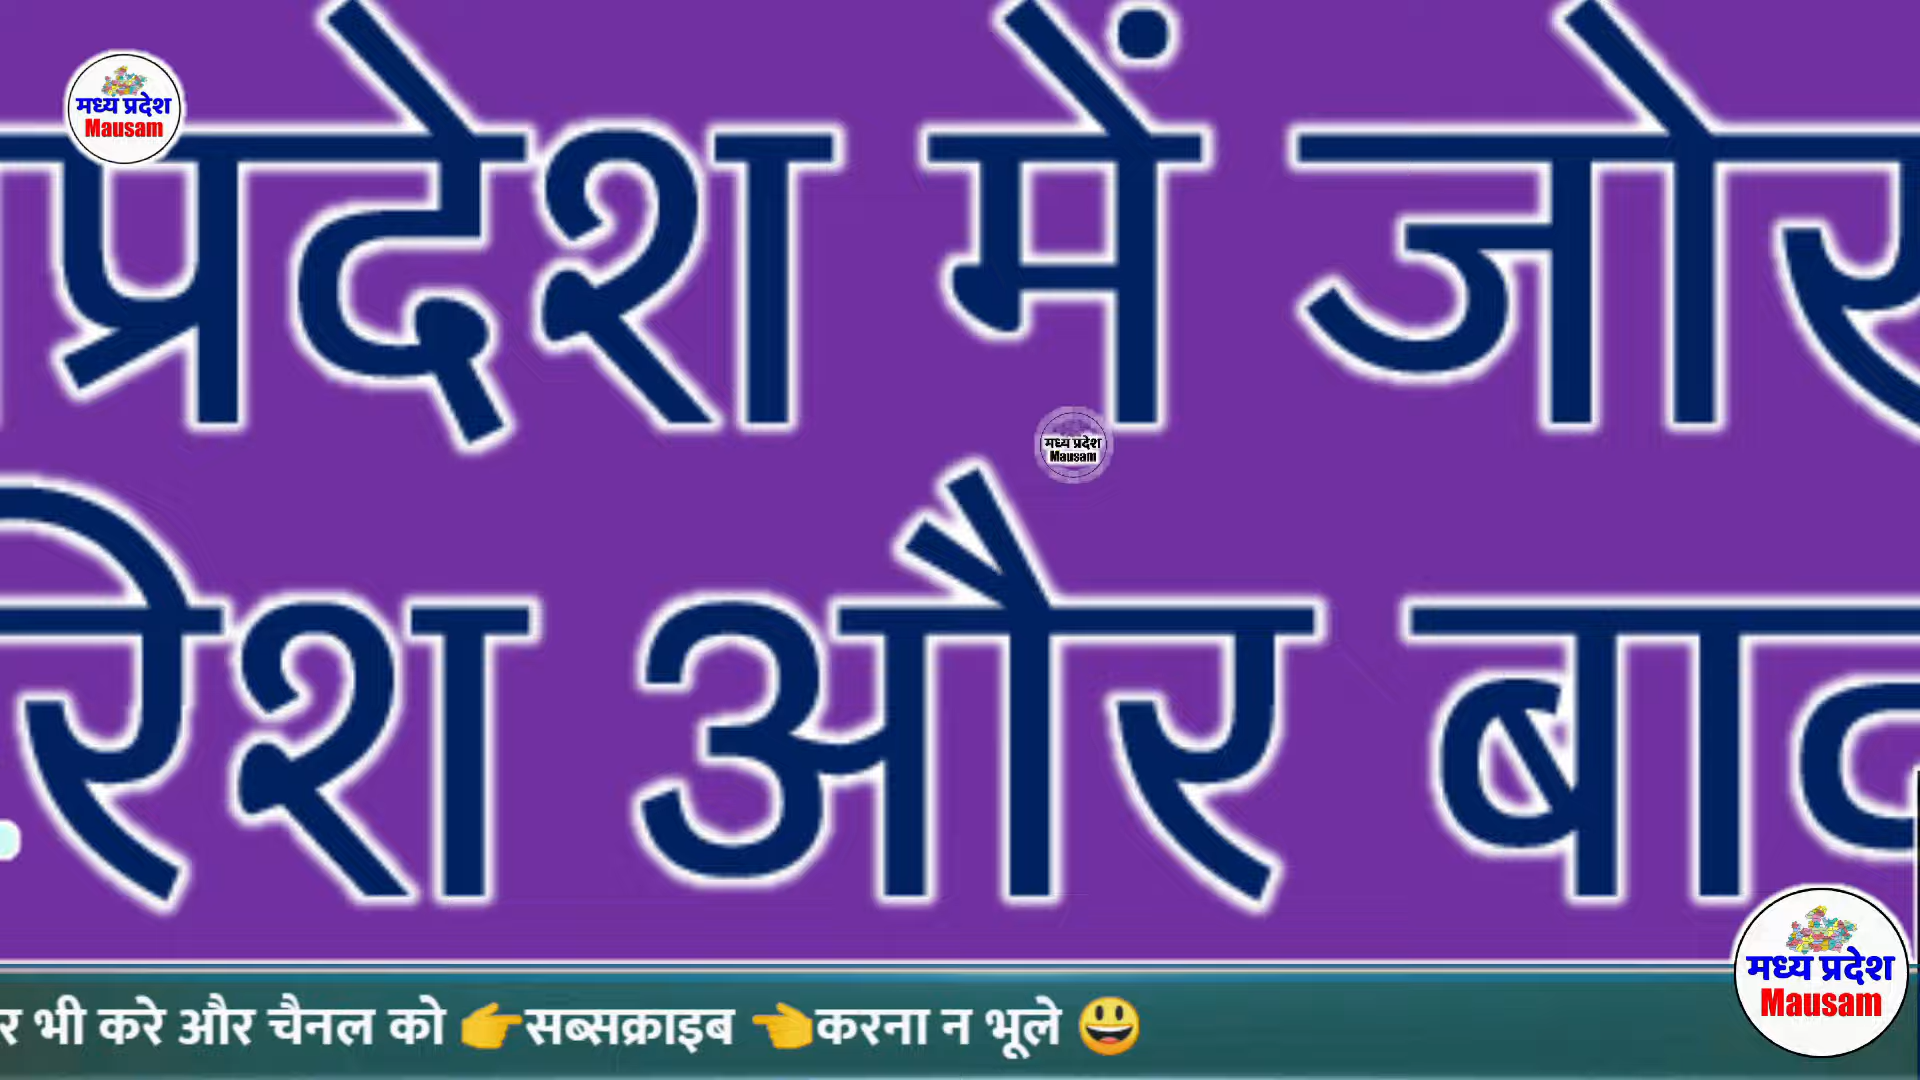 मध्य प्रदेश
Mausam
प्रदेश में जोर
मध्य प्रदेश
Mausam
रिश और बाद
र भी करे और चैनल को 👉सब्सक्राइब 👈करना न भूले 😃
मध्य प्रदेश
Mausam